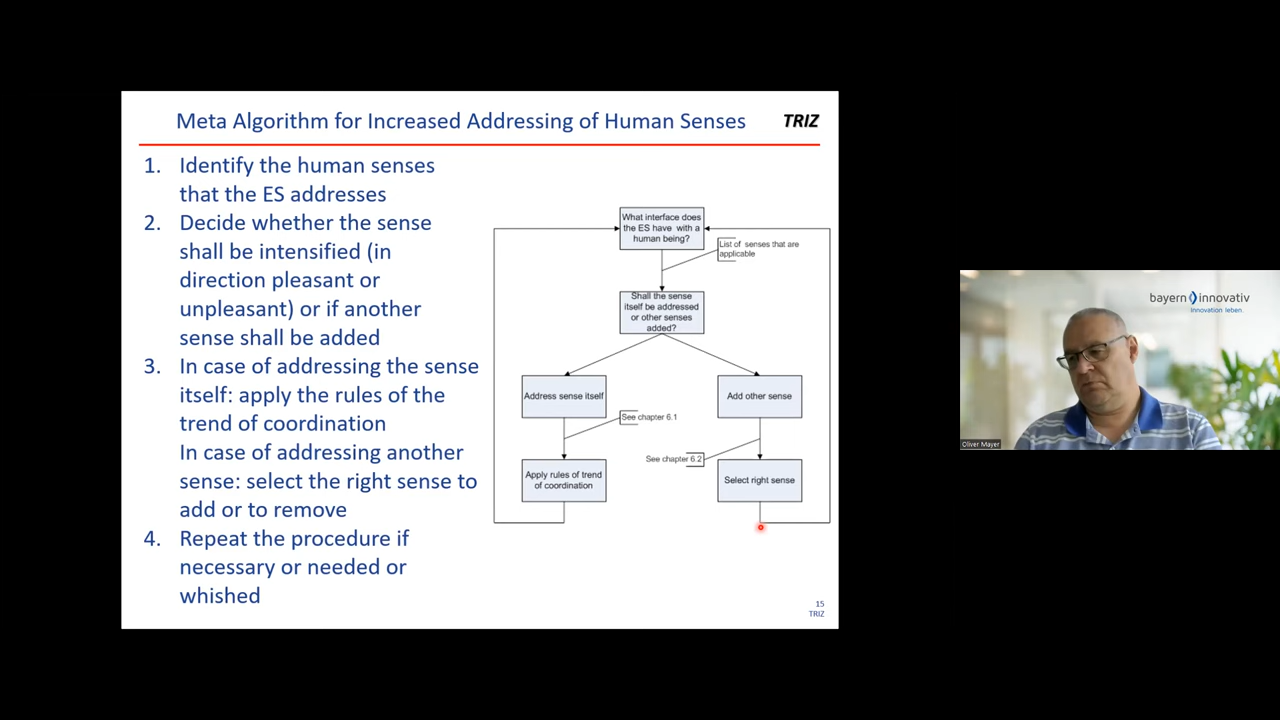 Meta Algorithm for Increased Addressing of Human Senses
TRIZ
1. Identify the human senses
that the ES addresses
2. Decide whether the sense
shall be intensified (in
direction pleasant or
unpleasant) or if another
sense shall be added
3. In case of addressing the sense
itself: apply the rules of the
trend of coordination
In case of addressing another
sense: select the right sense to
add or to remove
4. Repeat the procedure if
necessary or needed or
whished
What interface does
the ES have with a
human being?
List of senses that are
applicable
Shall the sense
itself be addressed
or other senses
added?
Address sense itself
Add other sense
See chapter 6.1
See chapter 6.2
Apply rules of trend
of coordination
Select right sense
15
TRIZ
bayern innovativ
Innovation leben
Oliver Mayer